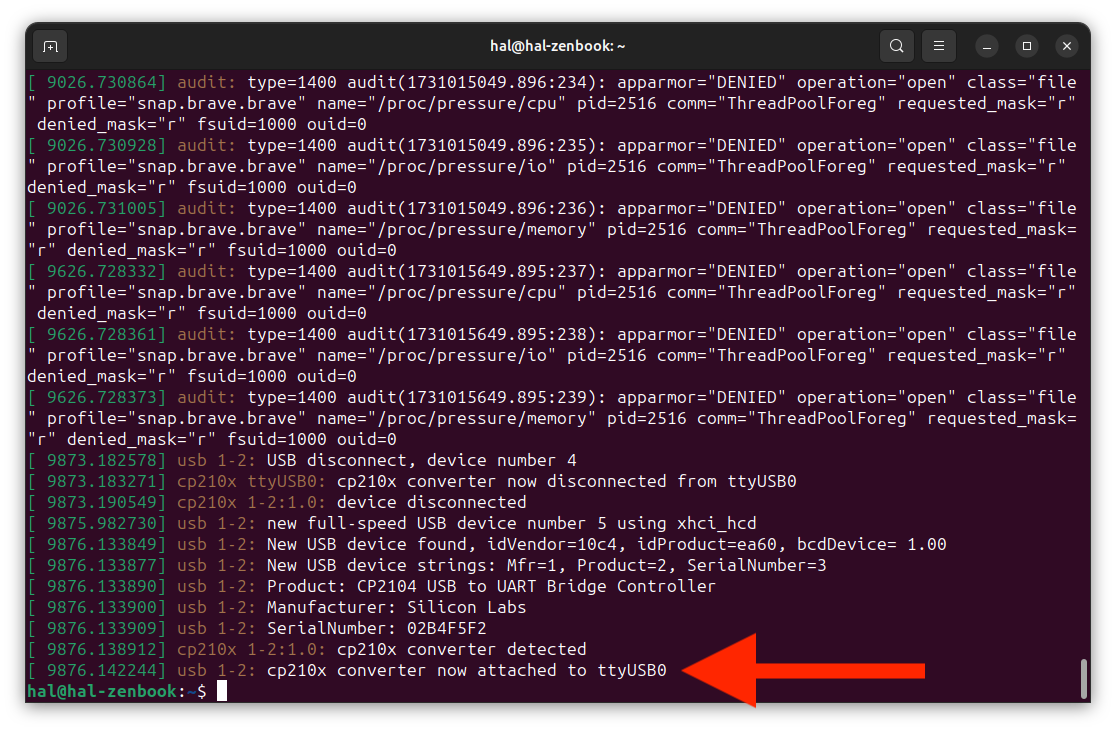 hal@hal-zenbook: ~
[ 9026.730864] audit: type=1400 audit(1731015049.896:234): apparmor="DENIED" operation="open" class="file
" profile="snap.brave.brave" name="/proc/pressure/cpu" pid=2516 comm="ThreadPoolForeg" requested_mask="r"
 denied_mask="r" fsuid=1000 ouid=0
[ 9026.730928] audit: type=1400 audit(1731015049.896:235): apparmor="DENIED" operation="open" class="file
" profile="snap.brave.brave" name="/proc/pressure/io" pid=2516 comm="ThreadPoolForeg" requested_mask="r"
denied_mask="r" fsuid=1000 ouid=0
[ 9026.731005] audit: type=1400 audit(1731015049.896:236): apparmor="DENIED" operation="open" class="file
" profile="snap.brave.brave" name="/proc/pressure/memory" pid=2516 comm="ThreadPoolForeg" requested_mask=
"r" denied_mask="r" fsuid=1000 ouid=0
[ 9626.728332] audit: type=1400 audit(1731015649.895:237): apparmor="DENIED" operation="open" class="file
" profile="snap.brave.brave" name="/proc/pressure/cpu" pid=2516 comm="ThreadPoolForeg" requested_mask="r"
 denied_mask="r" fsuid=1000 ouid=0
[ 9626.728361] audit: type=1400 audit(1731015649.895:238): apparmor="DENIED" operation="open" class="file
" profile="snap.brave.brave" name="/proc/pressure/io" pid=2516 comm="ThreadPoolForeg" requested_mask="r"
denied_mask="r" fsuid=1000 ouid=0
[ 9626.728373] audit: type=1400 audit(1731015649.895:239): apparmor="DENIED" operation="open" class="file
" profile="snap.brave.brave" name="/proc/pressure/memory" pid=2516 comm="ThreadPoolForeg" requested_mask=
"r" denied_mask="r" fsuid=1000 ouid=0
[ 9873.182578] usb 1-2: USB disconnect, device number 4
[ 9873.183271] cp210x ttyUSB0: cp210x converter now disconnected from ttyUSB0
[ 9873.190549] cp210x 1-2:1.0: device disconnected
[ 9875.982730] usb 1-2: new full-speed USB device number 5 using xhci_hcd
[ 9876.133849] usb 1-2: New USB device found, idVendor=10c4, idProduct=ea60, bcdDevice= 1.00
[ 9876.133877] usb 1-2: New USB device strings: Mfr=1, Product=2, SerialNumber=3
[ 9876.133890] usb 1-2: Product: CP2104 USB to UART Bridge Controller
[ 9876.133900] usb 1-2: Manufacturer: Silicon Labs
[ 9876.133909] usb 1-2: SerialNumber: 02B4F5F2
[ 9876.138912] cp210x 1-2:1.0: cp210x converter detected
[ 9876.142244] usb 1-2: cp210x converter now attached to ttyUSB0
hal@hal-zenbook:~$